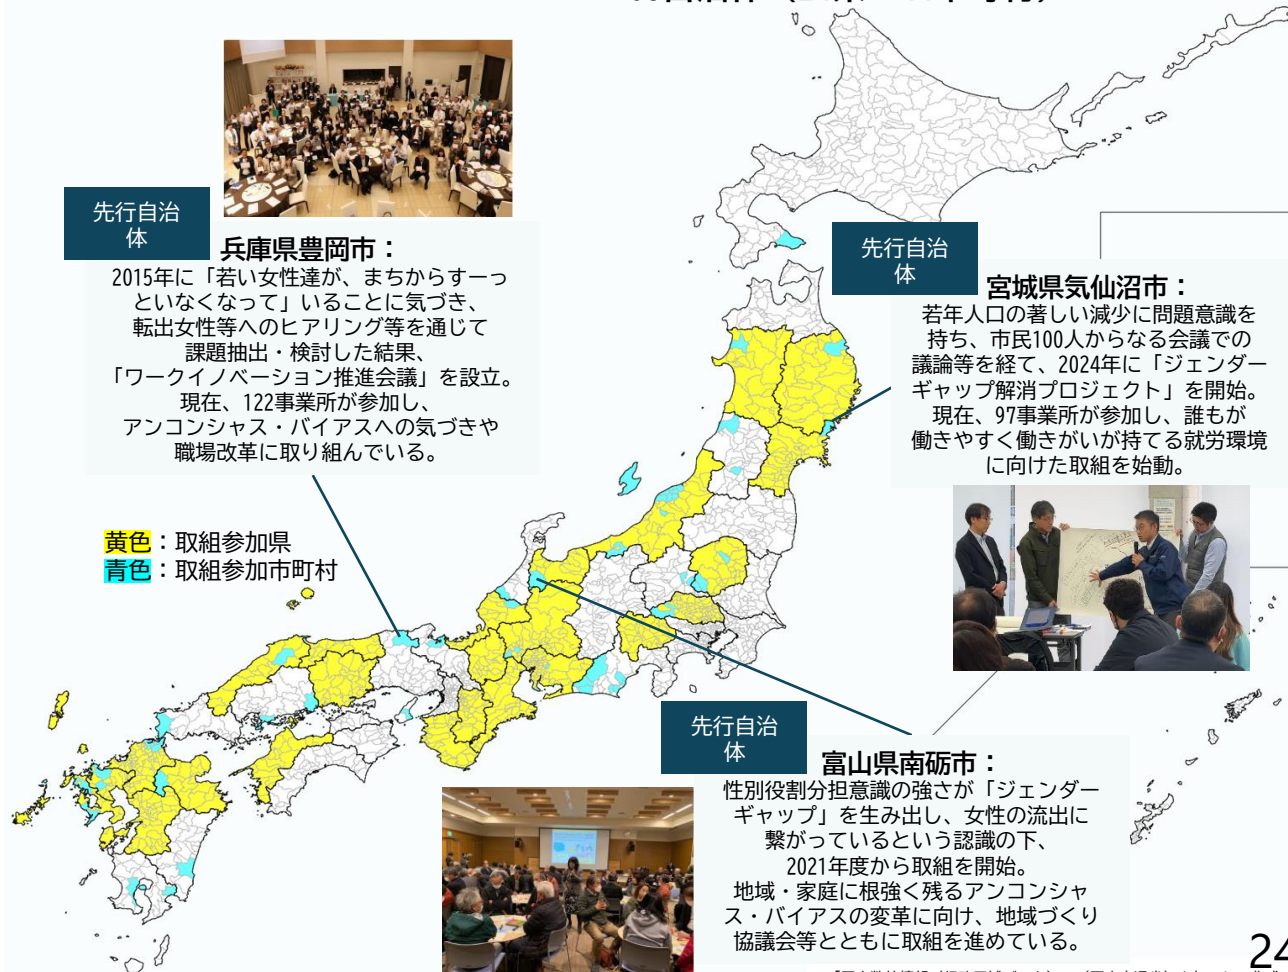 先行自治
体
兵庫県豊岡市：
2015年に「若い女性達が、まちからすーっ
といなくなって」いることに気づき、
転出女性等へのヒアリング等を通じて
課題抽出・検討した結果、
「ワークイノベーション推進会議」を設立。
現在、122事業所が参加し、
アンコンシャス・バイアスへの気づきや
職場改革に取り組んでいる。
先行自治
体
宮城県気仙沼市：
若年人口の著しい減少に問題意識を
持ち、市民100人からなる会議での
議論等を経て、2024年に「ジェンダー
ギャップ解消プロジェクト」を開始。
現在、97事業所が参加し、誰もが
働きやすく働きがいが持てる就労環境
に向けた取組を始動。
黄色：取組参加県
青色：取組参加市町村
先行自治
体
富山県南砺市：
性別役割分担意識の強さが「ジェンダー
ギャップ」を生み出し、女性の流出に
繋がっているという認識の下、
2021年度から取組を開始。
地域・家庭に根強く残るアンコンシャ
ス・バイアスの変革に向け、地域づくり
協議会等とともに取組を進めている。
24